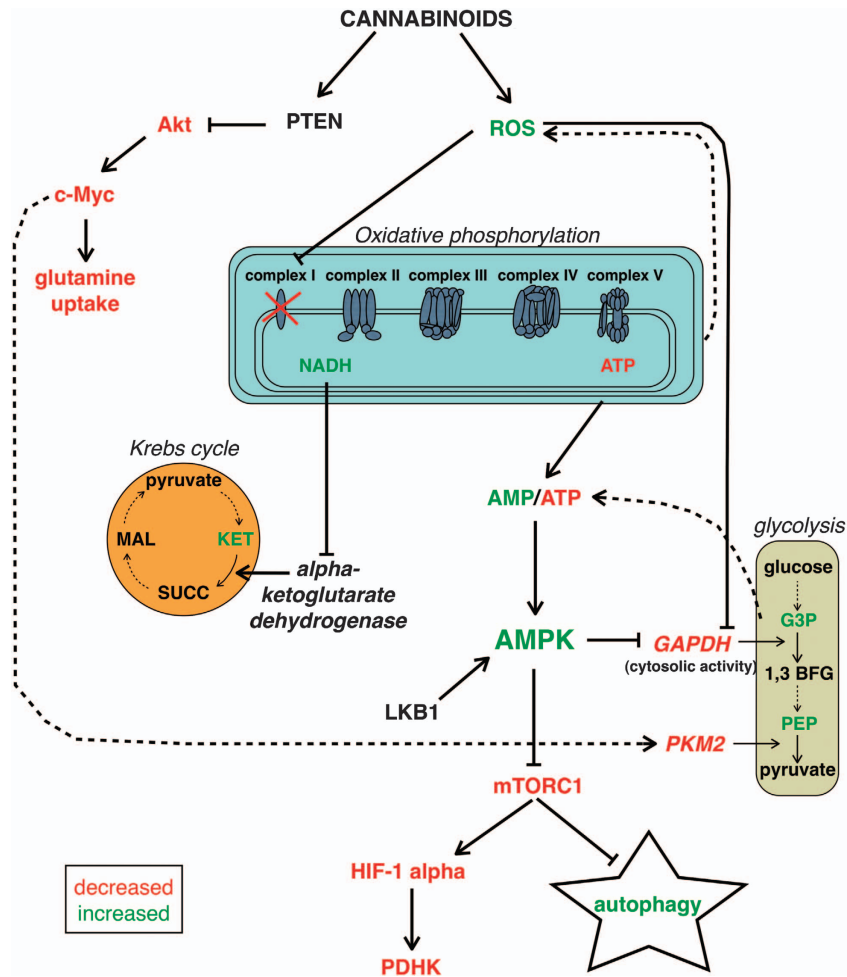 CANNABINOIDS
Akt
PTEN
ROS
c-Myc
glutamine
uptake
Oxidative phosphorylation
complex I
complex II
complex III
complex IV
complex V
NADH
ATP
Krebs cycle
pyruvate
MAL
KET
SUCC
alpha-
ketoglutarate
dehydrogenase
AMP/ATP
glycolysis
glucose
G3P
1,3 BFG
PEP
pyruvate
AMPK
GAPDH
(cytosolic activity)
LKB1
PKM2
mTORC1
HIF-1 alpha
autophagy
PDHK
decreased
increased